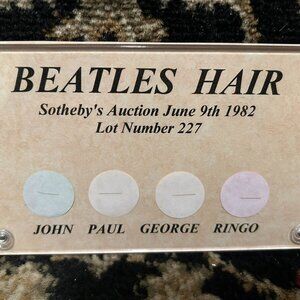 BEATLES HAIR
Sotheby's Auction June 9th 1982
Lot Number 227
JOHN PAUL GEORGE RINGO